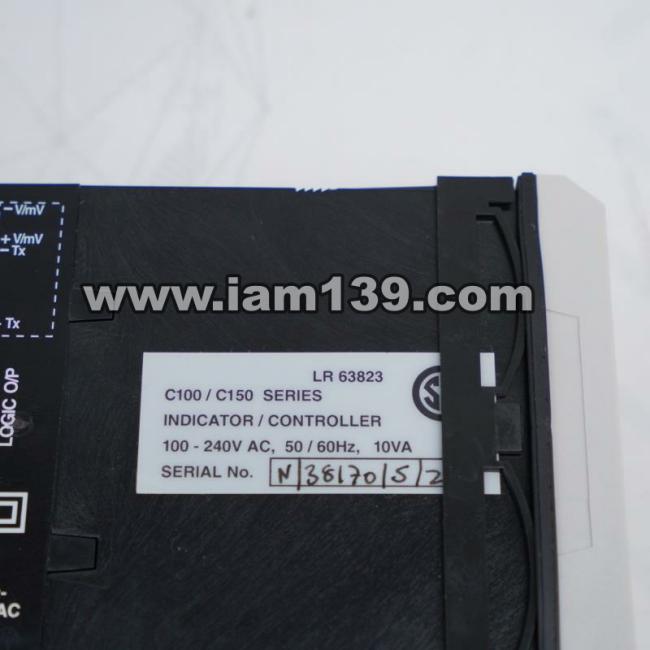 – V/mV
+ V/mV
– Tx
www.iam139.com
- Tx
LOGIC O/P
LR 63823
C100 / C150 SERIES
INDICATOR / CONTROLLER
100 - 240V AC, 50 / 60Hz, 10VA
SERIAL No. N/38170/5/2
AC